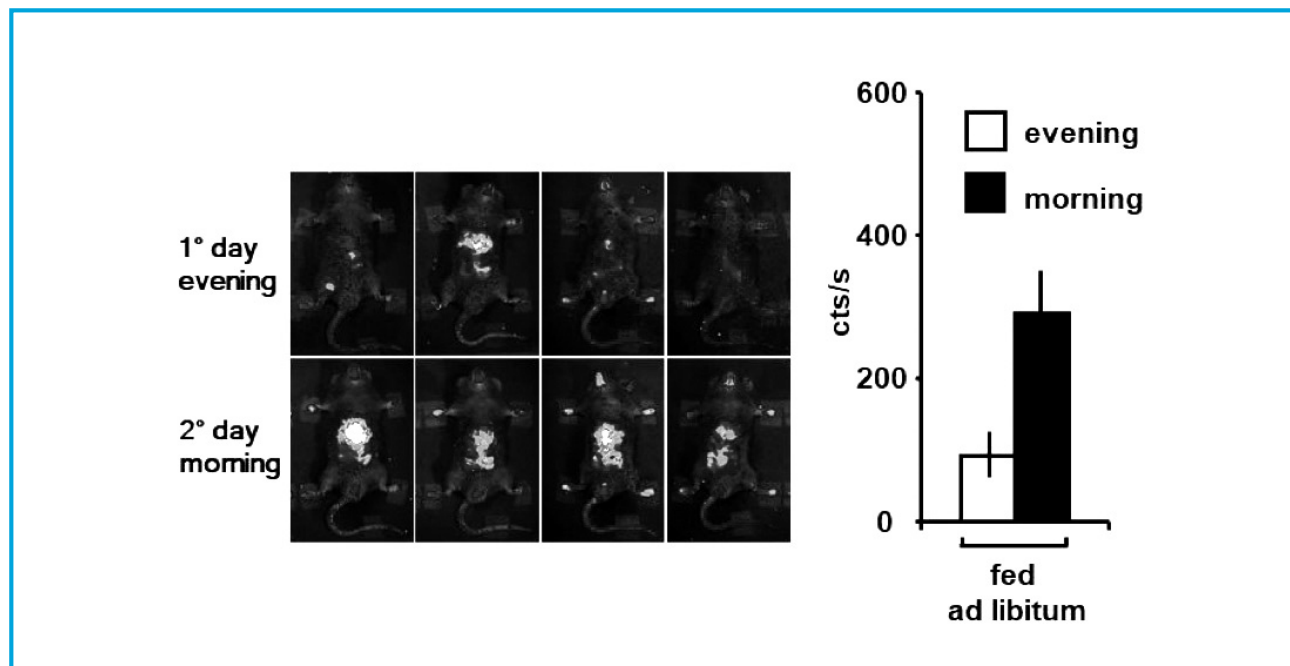 1° day
evening
2° day
morning
600
400
200
0
cts/s
evening
morning
fed
ad libitum